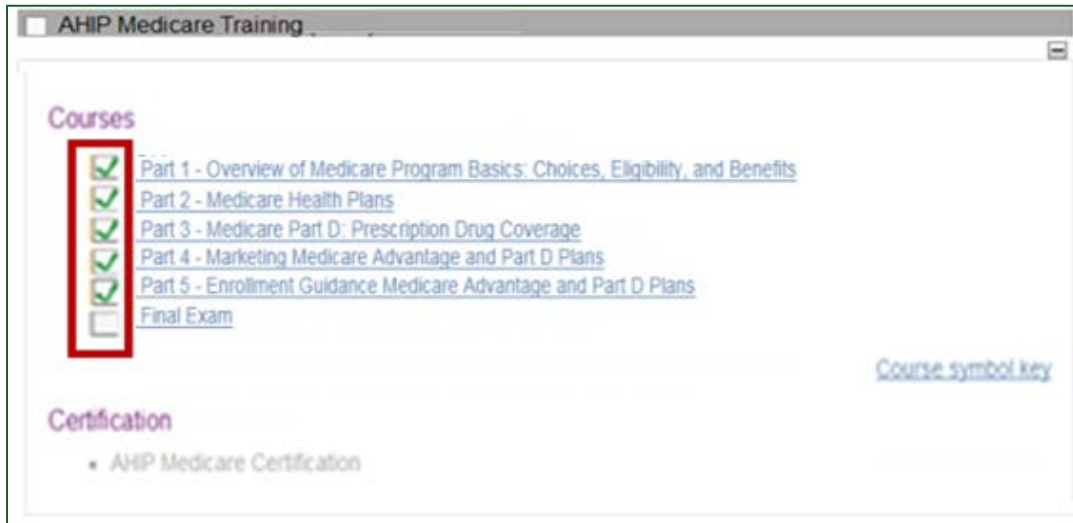 AHIP Medicare Training
Courses
Part 1 - Overview of Medicare Program Basics: Choices, Eligibility, and Benefits
Part 2 - Medicare Health Plans
Part 3 - Medicare Part D: Prescription Drug Coverage
Part 4 - Marketing Medicare Advantage and Part D Plans
Part 5 - Enrollment Guidance Medicare Advantage and Part D Plans
Final Exam
Course symbol key
Certification
• AHIP Medicare Certification